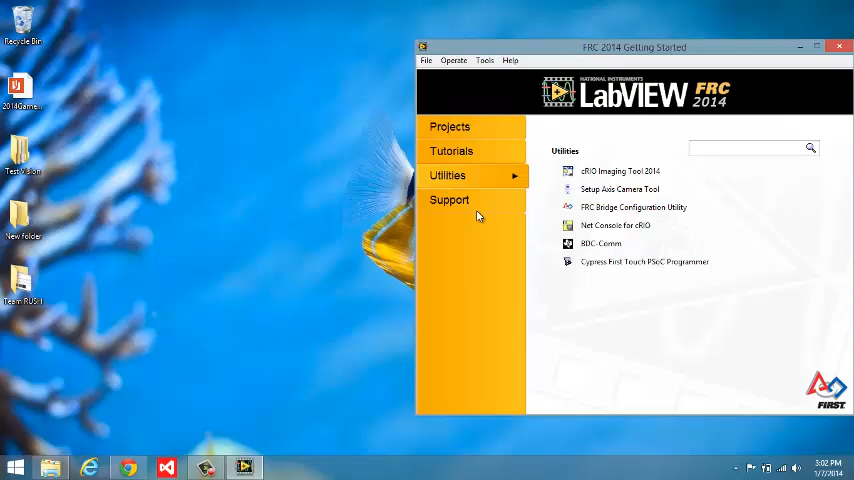 Recycle Bin
2014Game...
Test Vision
New folder
Team RUSH
FRC 2014 Getting Started
File Operate Tools Help
NATIONAL INSTRUMENTS
LabVIEW FRC 2014
Projects
Tutorials
Utilities
Support
Utilities
cRIO Imaging Tool 2014
Setup Axis Camera Tool
FRC Bridge Configuration Utility
Net Console for cRIO
BDC-Comm
Cypress First Touch PSoC Programmer
FIRST
3:02 PM
1/7/2014